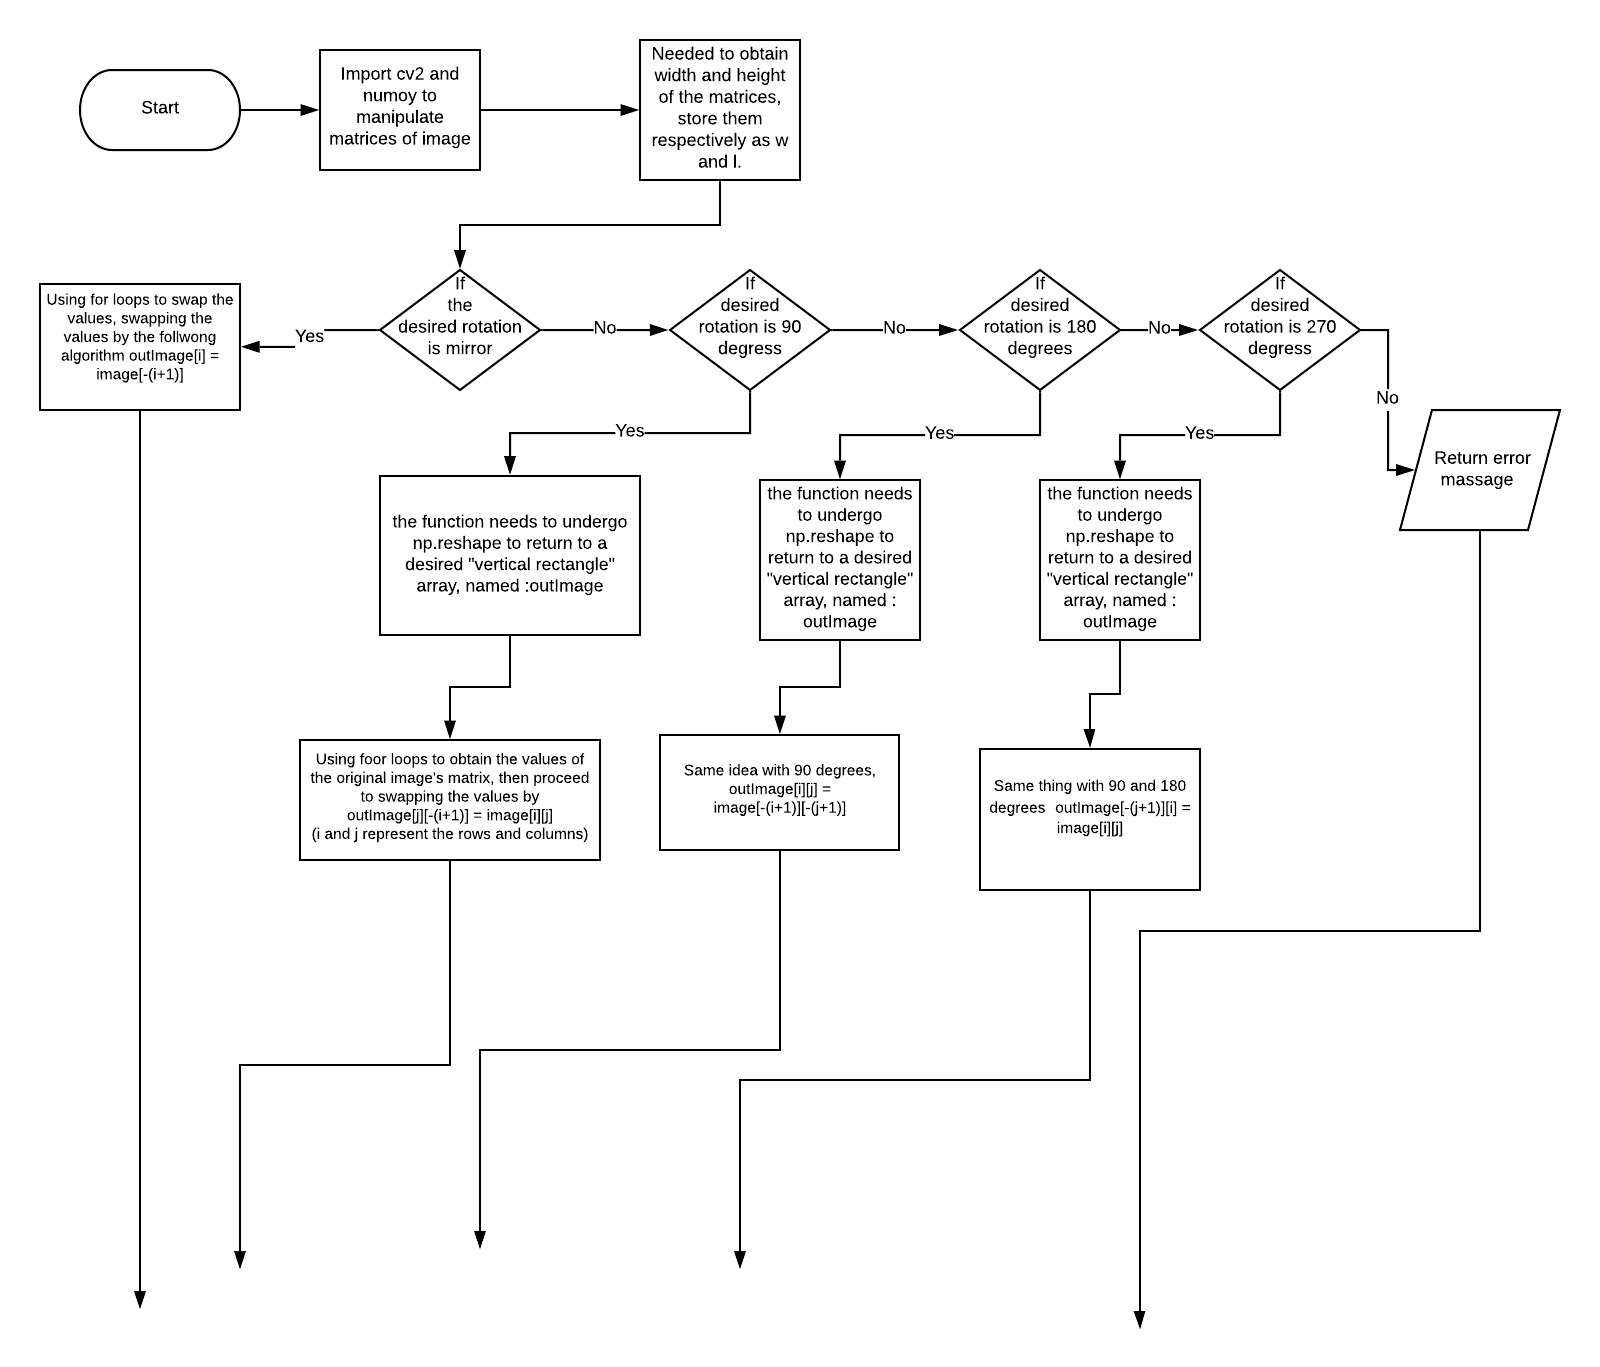 Start
Import cv2 and
numoy to
manipulate
matrices of image
Needed to obtain
width and height
of the matrices,
store them
respectively as w
and l.
Using for loops to swap the
values, swapping the
values by the follwong
algorithm outImage[i] =
image[-(i+1)]
Yes
If
the
desired rotation
is mirror
No
If
desired
rotation is 90
degress
No
If
desired
rotation is 180
degrees
No
If
desired
rotation is 270
degress
No
Return error
massage
Yes
Yes
Yes
the function needs to undergo
np.reshape to return to a
desired "vertical rectangle"
array, named :outImage
the function needs
to undergo
np.reshape to
return to a desired
"vertical rectangle"
array, named :
outImage
the function needs
to undergo
np.reshape to
return to a desired
"vertical rectangle"
array, named :
outImage
Using foor loops to obtain the values of
the original image's matrix, then proceed
to swapping the values by
outImage[j][-(i+1)] = image[i][j]
(i and j represent the rows and columns)
Same idea with 90 degrees,
outImage[i][j] =
image[-(i+1)][-(j+1)]
Same thing with 90 and 180
degrees outImage[-(j+1)][i] =
image[i][j]